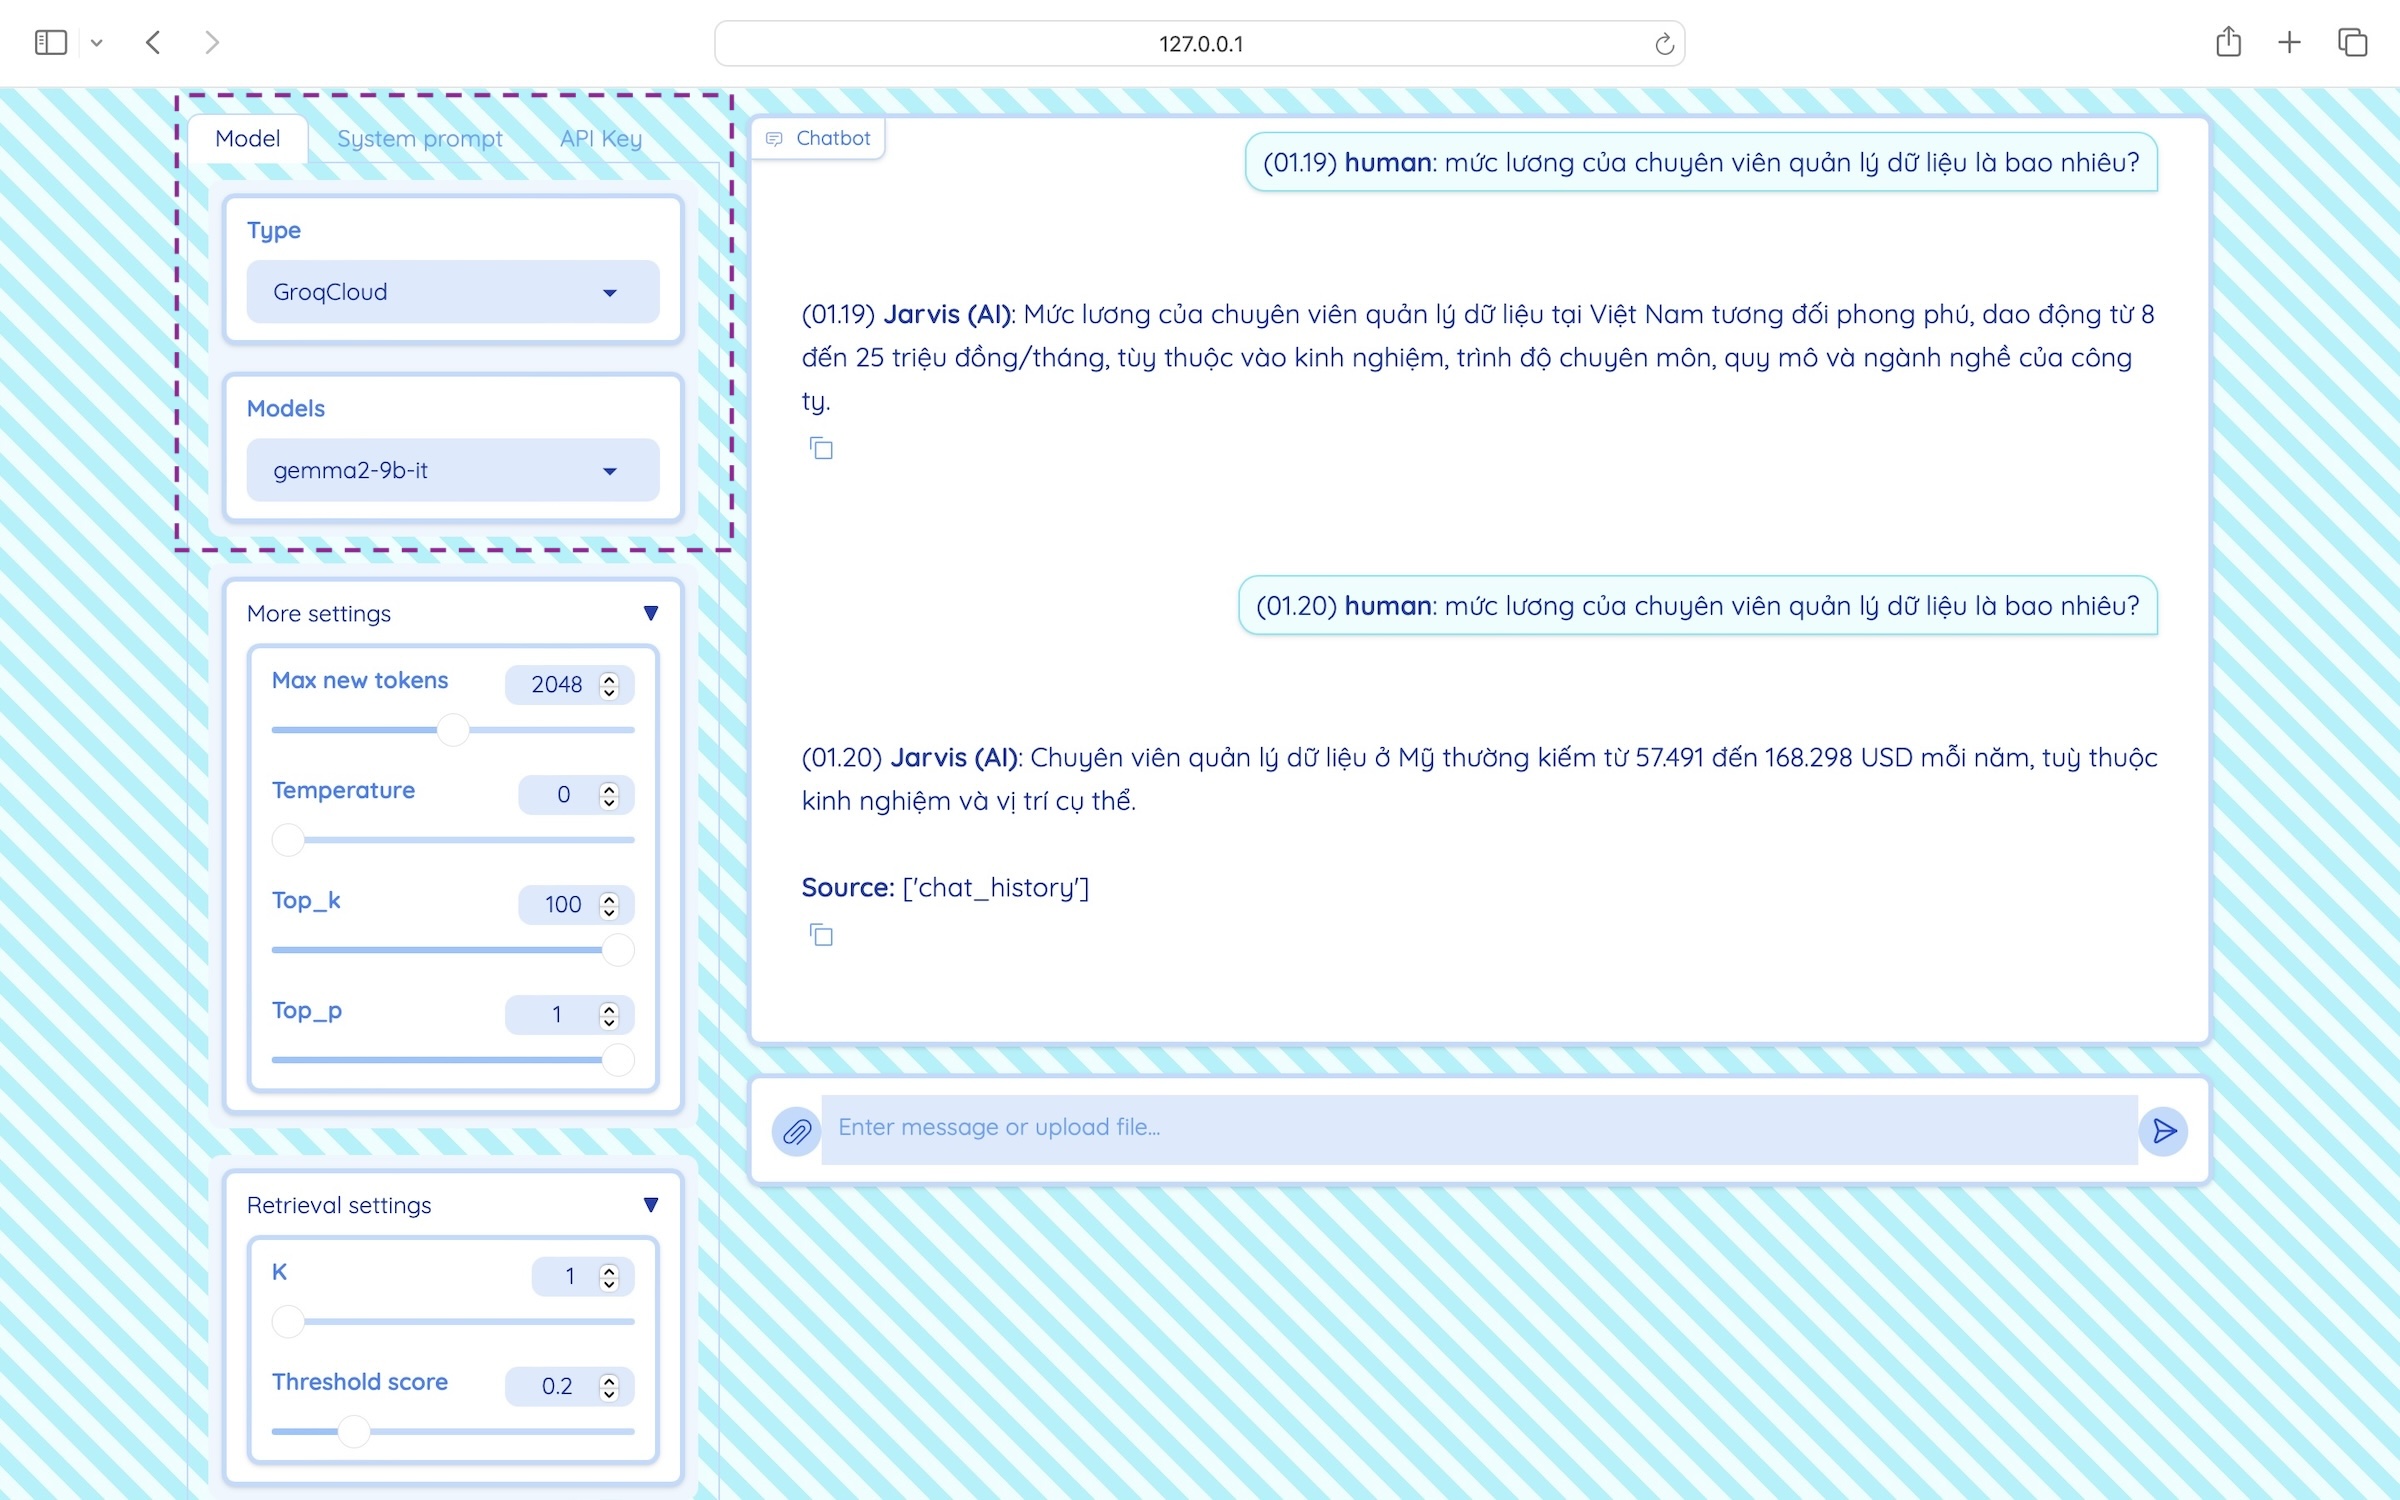 127.0.0.1
Model
System prompt
API Key
Type
GroqCloud
Models
gemma2-9b-it
More settings
Max new tokens
2048
Temperature
0
Top_k
100
Top_p
1
Retrieval settings
K
1
Threshold score
0.2
Chatbot
(01.19) human: mức lương của chuyên viên quản lý dữ liệu là bao nhiêu?
(01.19) Jarvis (AI): Mức lương của chuyên viên quản lý dữ liệu tại Việt Nam tương đối phong phú, dao động từ 8
đến 25 triệu đồng/tháng, tùy thuộc vào kinh nghiệm, trình độ chuyên môn, quy mô và ngành nghề của công
ty.
(01.20) human: mức lương của chuyên viên quản lý dữ liệu là bao nhiêu?
(01.20) Jarvis (AI): Chuyên viên quản lý dữ liệu ở Mỹ thường kiếm từ 57.491 đến 168.298 USD mỗi năm, tuỳ thuộc
kinh nghiệm và vị trí cụ thể.
Source: ['chat_history']
Enter message or upload file...